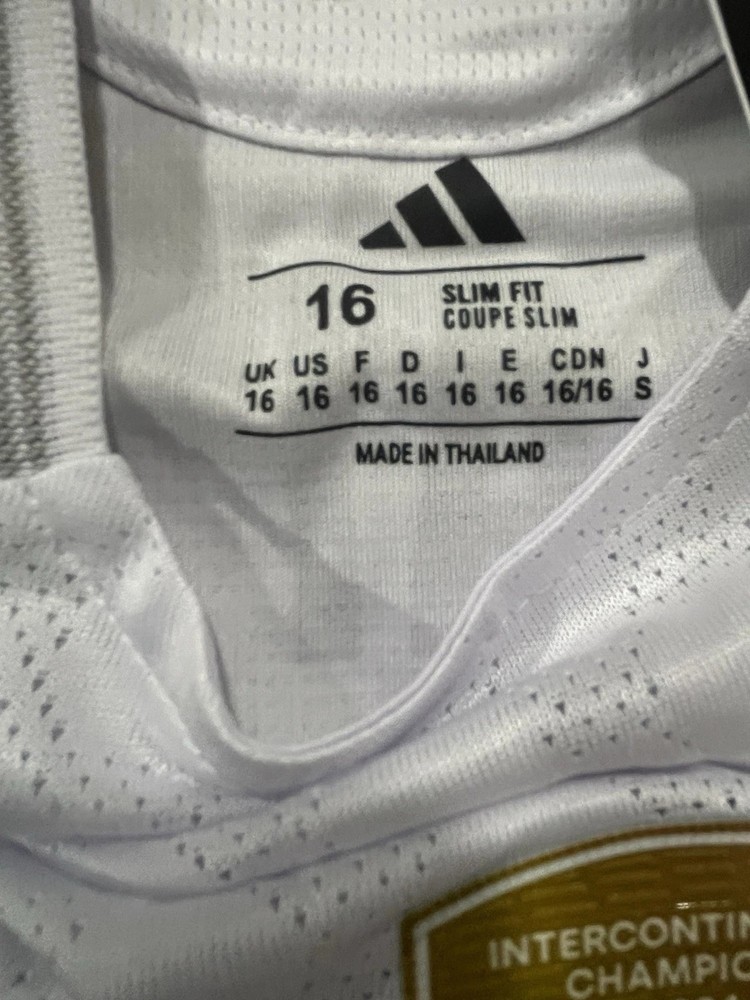 16
SLIM FIT
COUPE SLIM
UK US F D I E CDN J
16 16 16 16 16 16 16/16 S
MADE IN THAILAND
INTERCONTIN
CHAMPIO